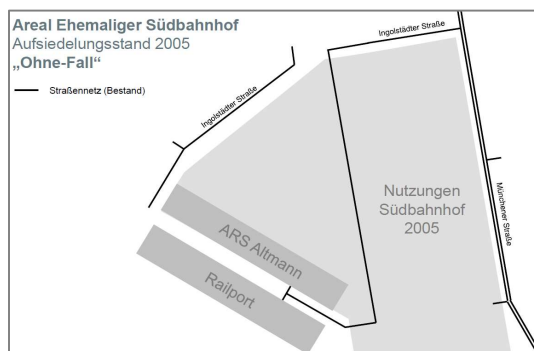 Areal Ehemaliger Südbahnhof
Aufsiedelungsstand 2005
„Ohne-Fall“
Straßennetz (Bestand)
Ingolstädter Straße
Ingolstädter Straße
Münchener Straße
Nutzungen
Südbahnhof
2005
ARS Altmann
Railport